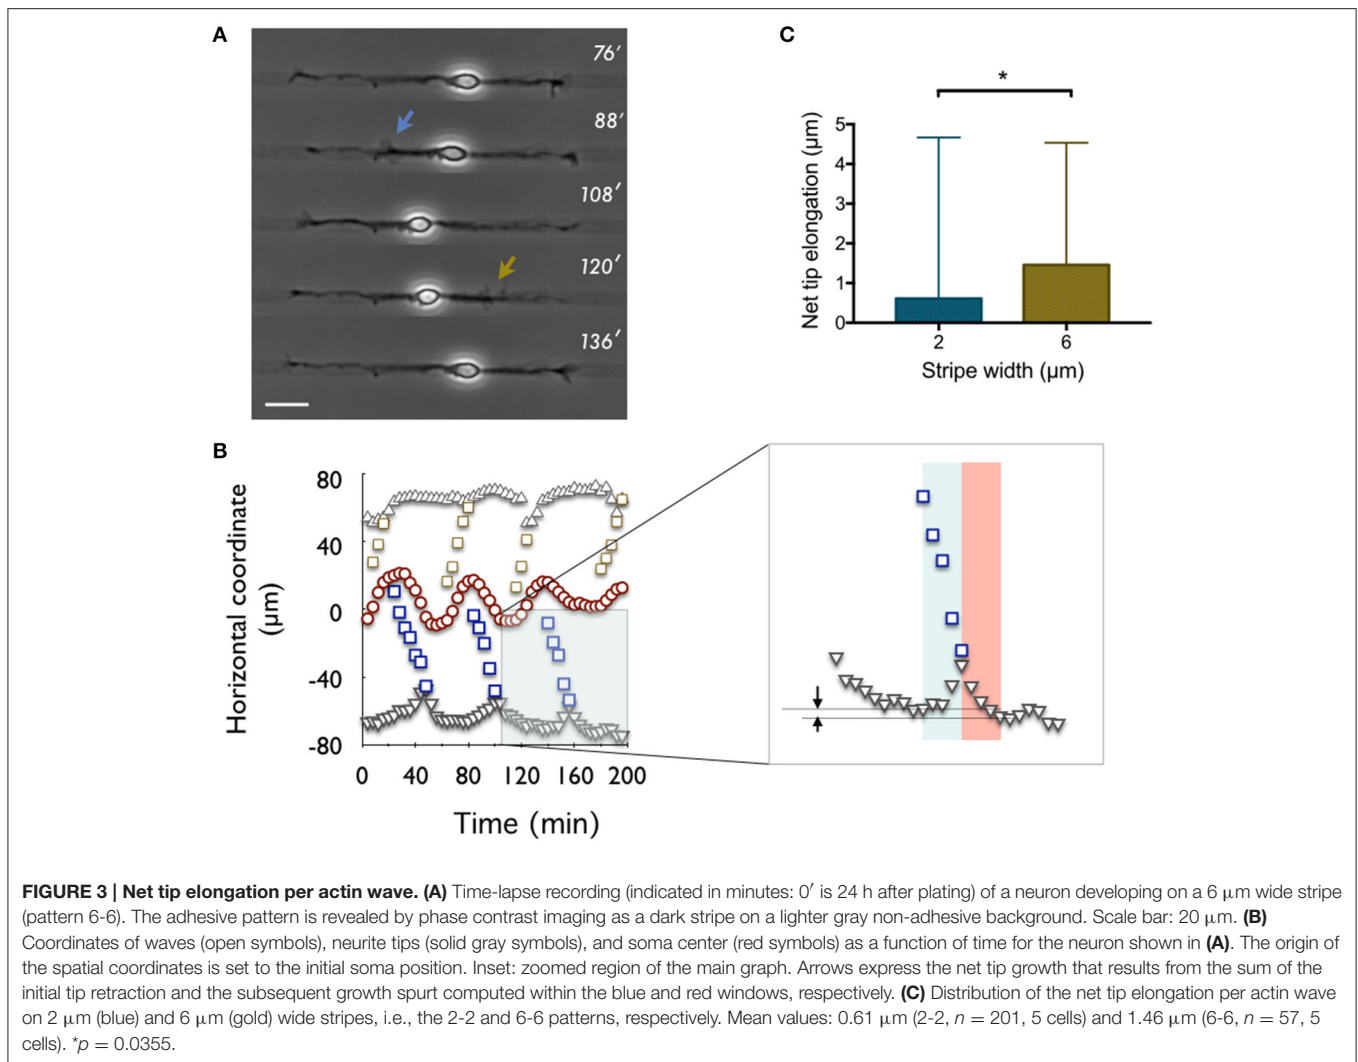 A
76′
88′
108′
120′
136′
C
*
Net tip elongation (μm)
5
4
3
2
1
0
2
6
Stripe width (μm)
B
Horizontal coordinate
(μm)
80
40
0
-40
-80
0 40 80 120 160 200
Time (min)
FIGURE 3 | Net tip elongation per actin wave. (A) Time-lapse recording (indicated in minutes: 0′ is 24 h after plating) of a neuron developing on a 6 μm wide stripe
(pattern 6-6). The adhesive pattern is revealed by phase contrast imaging as a dark stripe on a lighter gray non-adhesive background. Scale bar: 20 μm. (B)
Coordinates of waves (open symbols), neurite tips (solid gray symbols), and soma center (red symbols) as a function of time for the neuron shown in (A). The origin of
the spatial coordinates is set to the initial soma position. Inset: zoomed region of the main graph. Arrows express the net tip growth that results from the sum of the
initial tip retraction and the subsequent growth spurt computed within the blue and red windows, respectively. (C) Distribution of the net tip elongation per actin wave
on 2 μm (blue) and 6 μm (gold) wide stripes, i.e., the 2-2 and 6-6 patterns, respectively. Mean values: 0.61 μm (2-2, n = 201, 5 cells) and 1.46 μm (6-6, n = 57, 5
cells). *p = 0.0355.